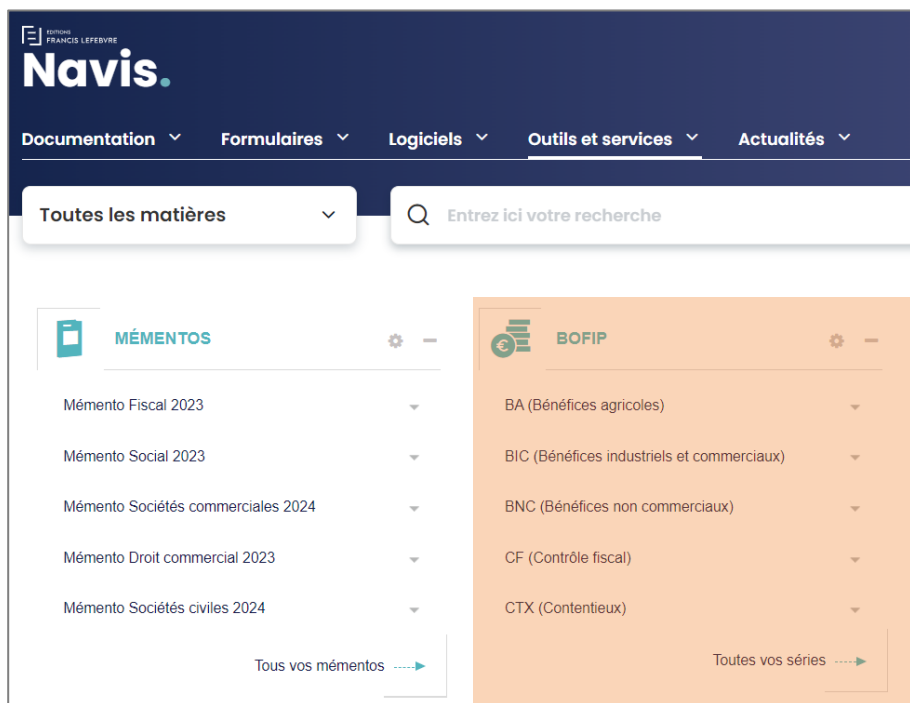 EDITIONS
FRANCIS LEFEBVRE
Navis.
Documentation Formulaires Logiciels Outils et services Actualités
Toutes les matières Entrez ici votre recherche
MÉMENTOS
Mémento Fiscal 2023
Mémento Social 2023
Mémento Sociétés commerciales 2024
Mémento Droit commercial 2023
Mémento Sociétés civiles 2024
Tous vos mémentos
BOFIP
BA (Bénéfices agricoles)
BIC (Bénéfices industriels et commerciaux)
BNC (Bénéfices non commerciaux)
CF (Contrôle fiscal)
CTX (Contentieux)
Toutes vos séries